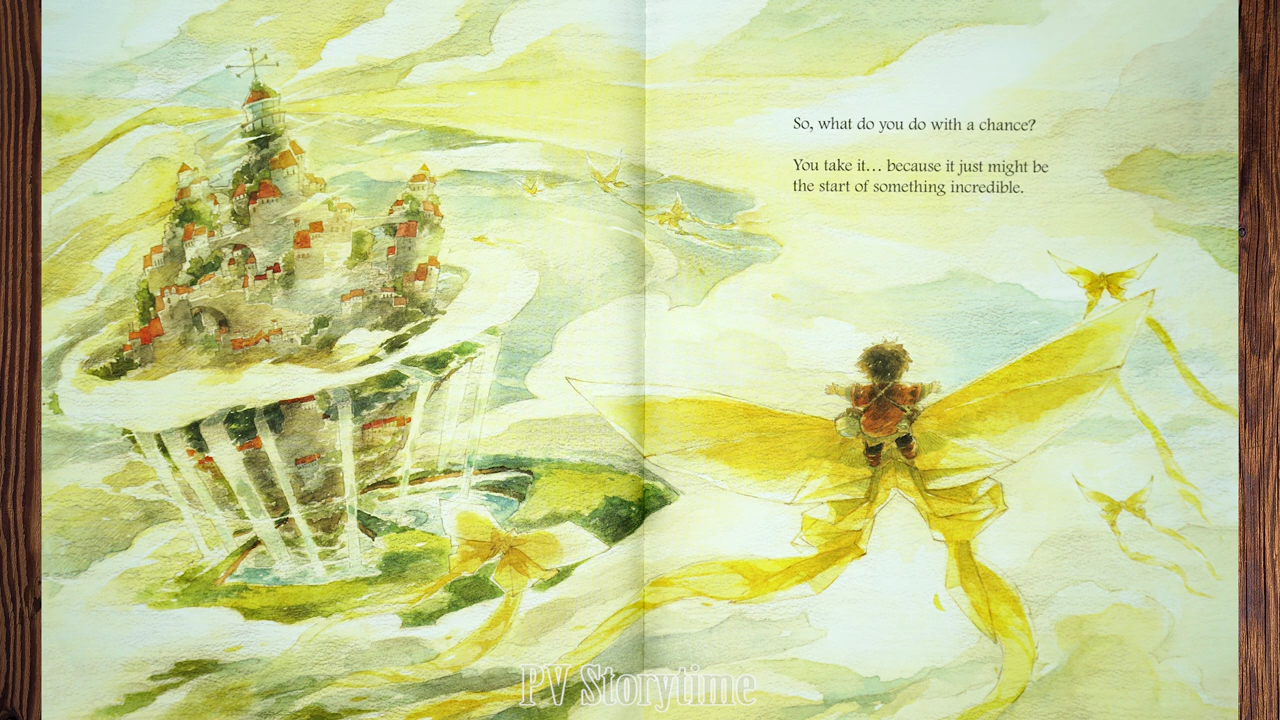 So, what do you do with a chance?
You take it... because it just might be
the start of something incredible.
PV Storytime